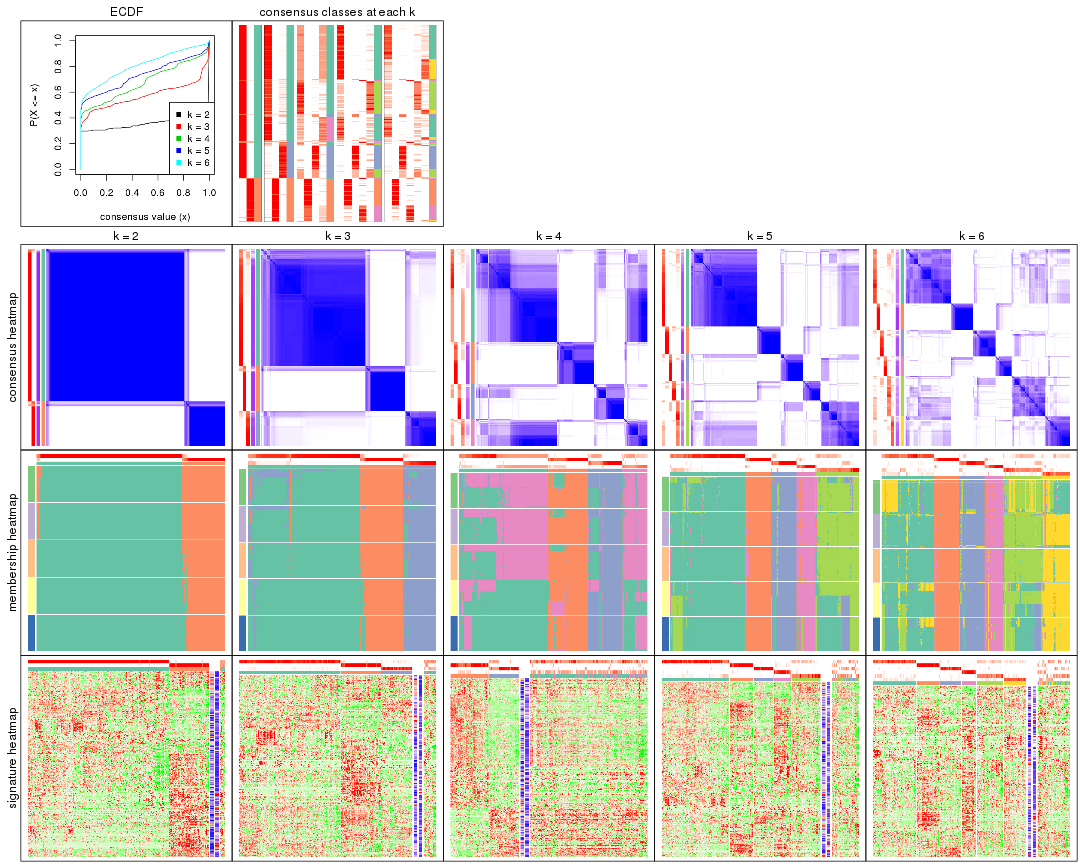 ECDF
consensus classes at each k
P(X <= x)
0.0 0.2 0.4 0.6 0.8 1.0
k = 2
k = 3
k = 4
k = 5
k = 6
0.0 0.2 0.4 0.6 0.8 1.0
consensus value (x)
k = 2
k = 3
k = 4
k = 5
k = 6
consensus heatmap
membership heatmap
signature heatmap